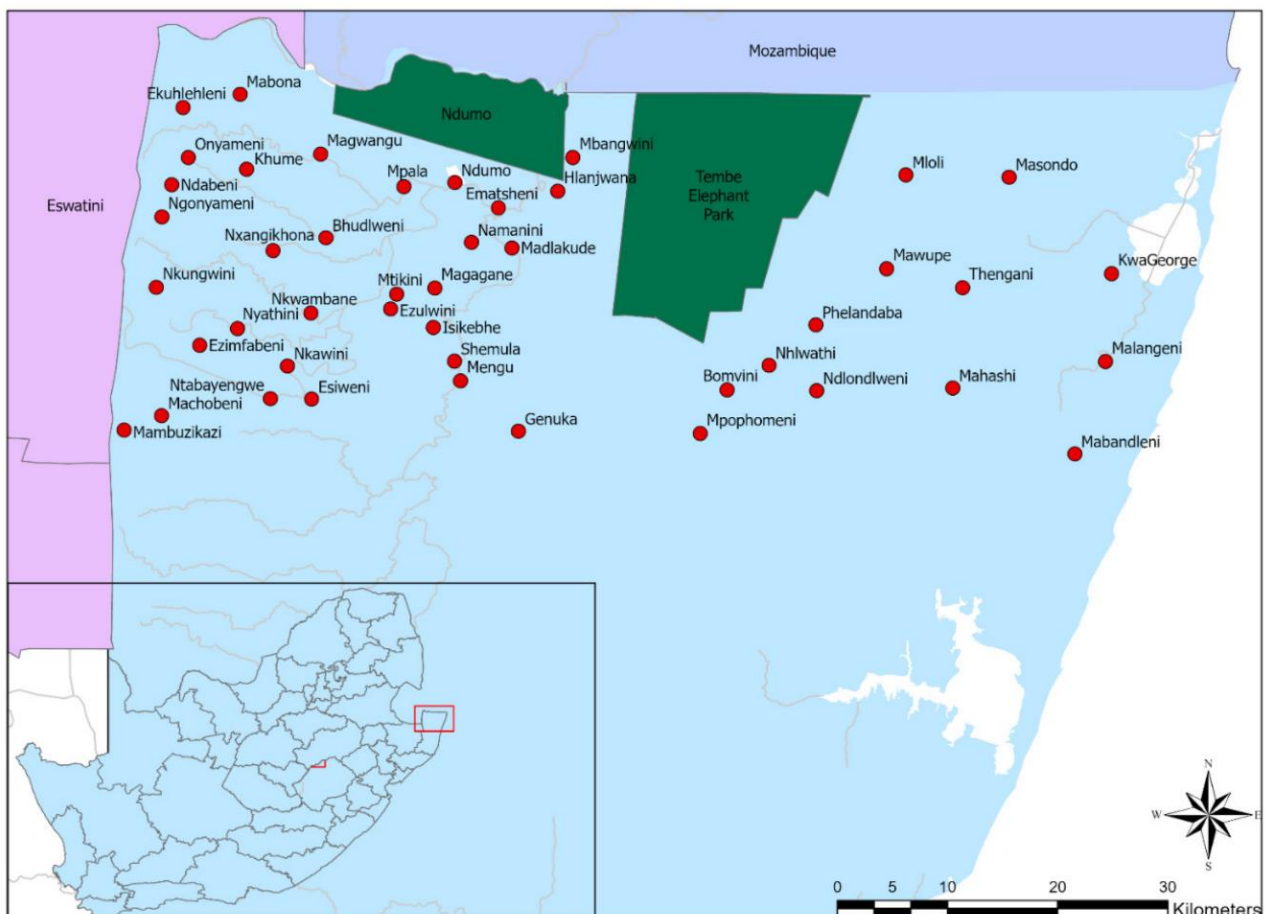 Mozambique
Mabona
Ekuhlehleni
Ndumo
Onyameni
Magwangu
Mbangwini
Khume
Mpala
Ndumo
Hlanjwana
Mloli
Masondo
Ndabeni
Ematsheni
Tembe
Elephant
Park
Eswatini
Ngonyameni
Bhudlweni
Namanini
Nxangikhona
Madlakude
Mawupe
KwaGeorge
Nkungwini
Mtikini
Magagane
Thengani
Nkwambane
Ezulwini
Nyathini
Isikebhe
Phelandaba
Ezimfabeni
Nkawini
Shemula
Mengu
Nhlwathi
Malangeni
Ntabayengwe
Esiweni
Bomvini
Ndlondlweni
Mahashi
Machobeni
Mambuzikazi
Genuka
Mpophomeni
Mabandleni
N
W E
S
0 5 10 20 30
Kilometers